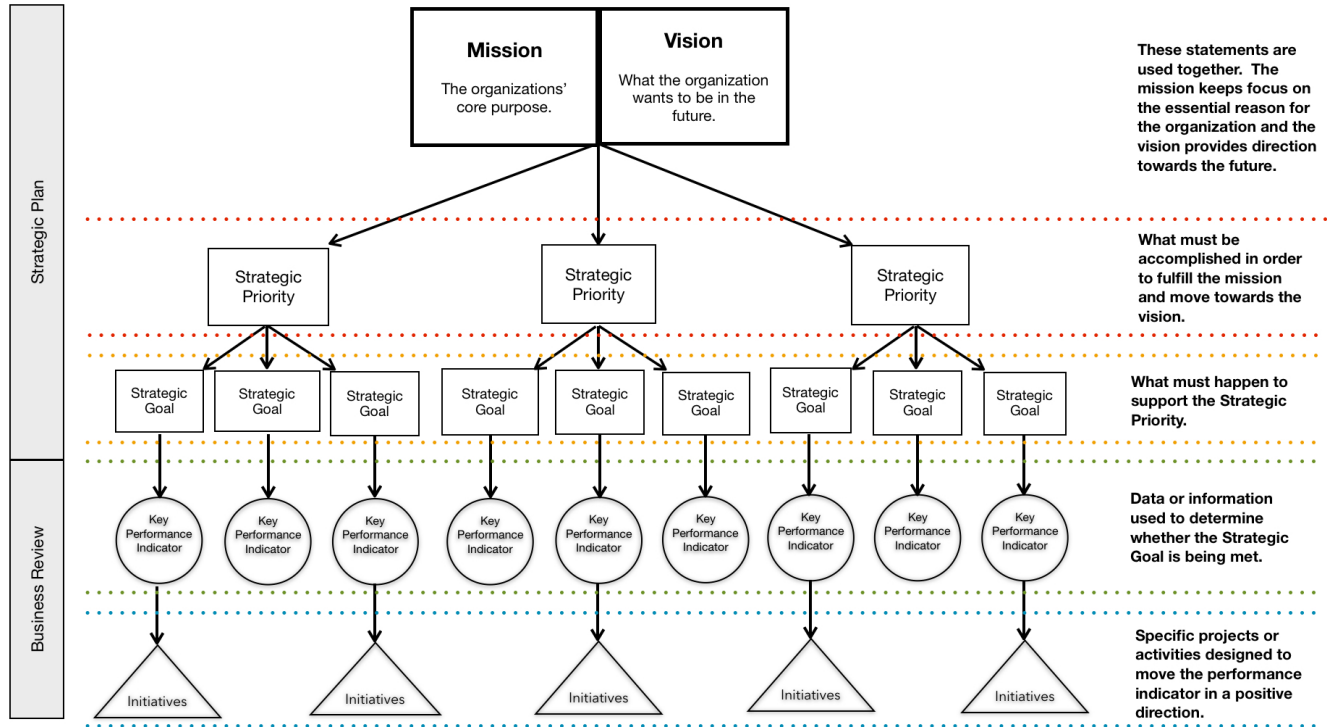 Strategic Plan
Mission
The organizations'
core purpose.
Vision
What the organization
wants to be in the
future.
These statements are
used together.  The
mission keeps focus on
the essential reason for
the organization and the
vision provides direction
towards the future.
Strategic
Priority
Strategic
Priority
Strategic
Priority
What must be
accomplished in order
to fulfill the mission
and move towards the
vision.
Strategic
Goal
Strategic
Goal
Strategic
Goal
Strategic
Goal
Strategic
Goal
Strategic
Goal
Strategic
Goal
Strategic
Goal
Strategic
Goal
What must happen to
support the Strategic
Priority.
Business Review
Key
Performance
Indicator
Key
Performance
Indicator
Key
Performance
Indicator
Key
Performance
Indicator
Key
Performance
Indicator
Key
Performance
Indicator
Key
Performance
Indicator
Key
Performance
Indicator
Key
Performance
Indicator
Data or information
used to determine
whether the Strategic
Goal is being met.
Initiatives
Initiatives
Initiatives
Initiatives
Initiatives
Specific projects or
activities designed to
move the performance
indicator in a positive
direction.